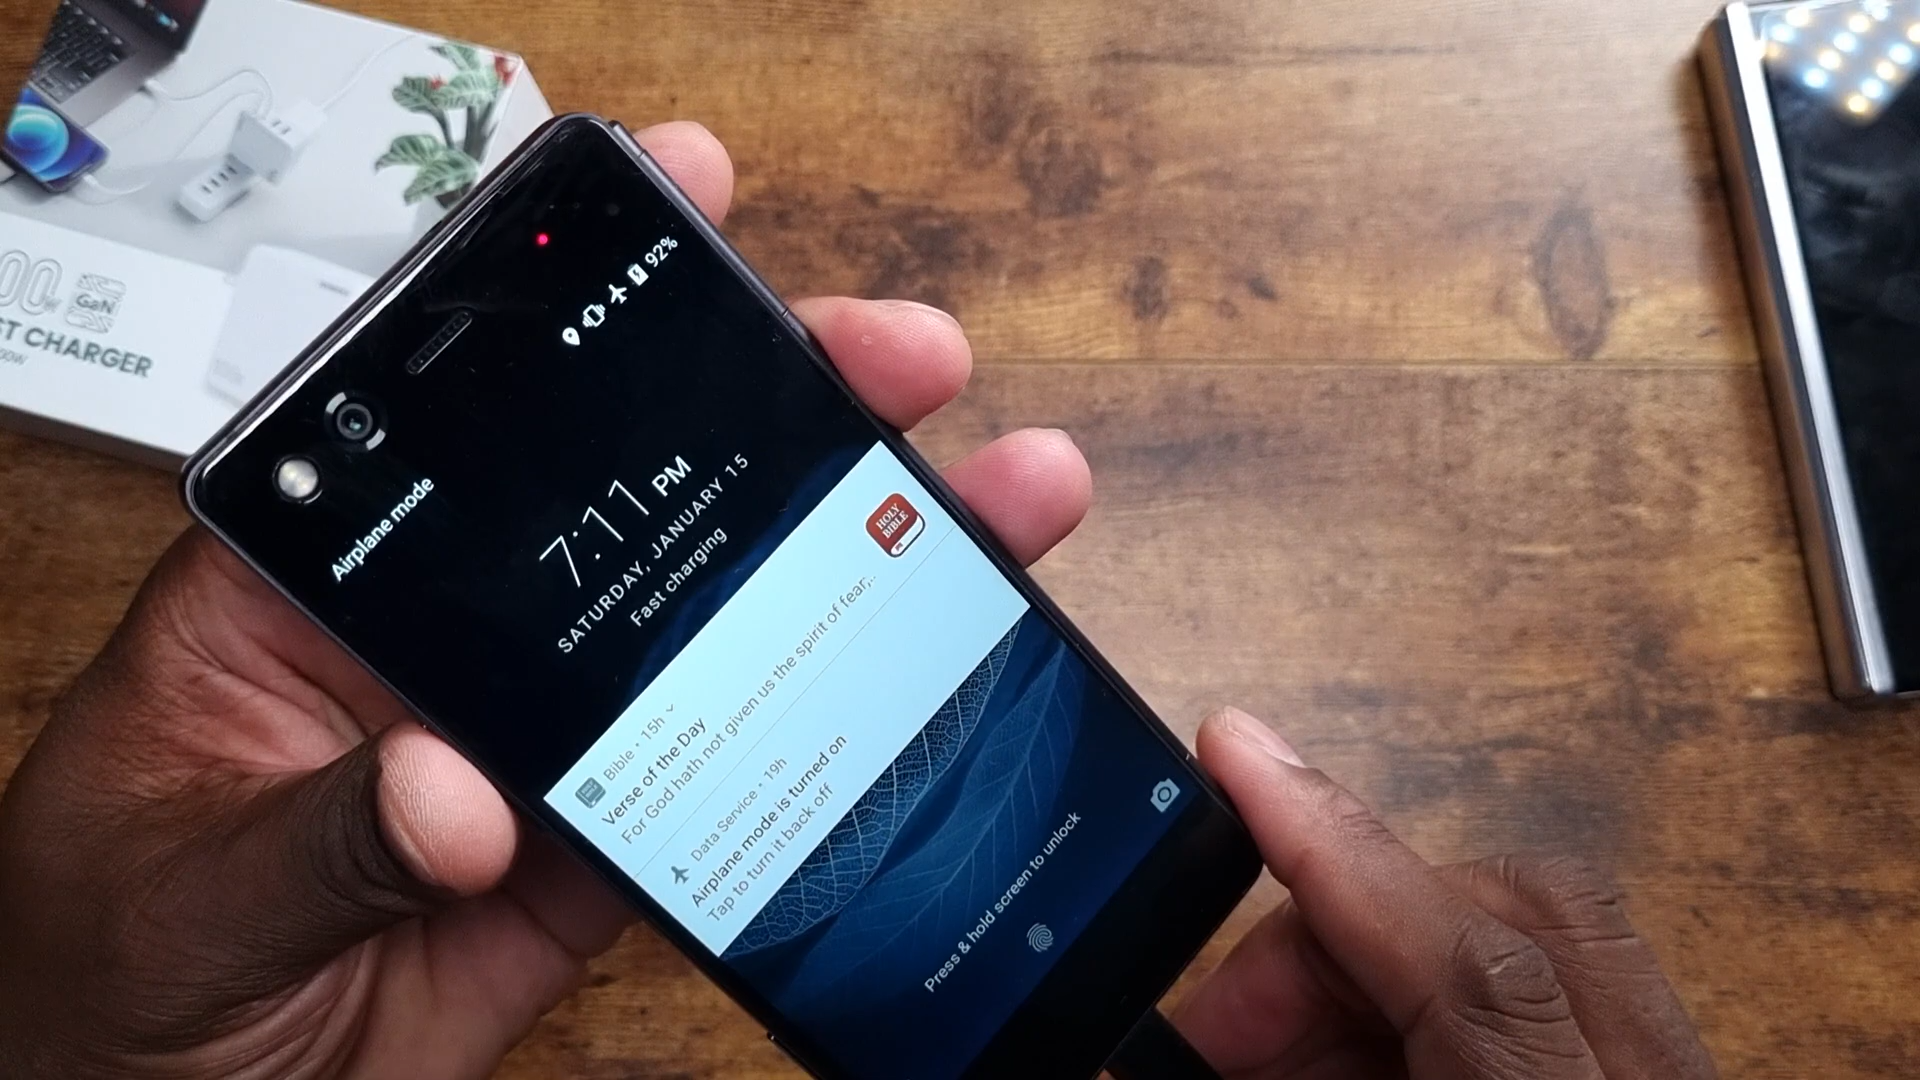 GaN
ST CHARGER
92%
Airplane mode
7:11 PM
SATURDAY, JANUARY 15
Fast charging
Bible • 15h
Verse of the Day
For God hath not given us the spirit of fear;...
HOLY
BIBLE
Data Service • 19h
Airplane mode is turned on
Tap to turn it back off
Press & hold screen to unlock